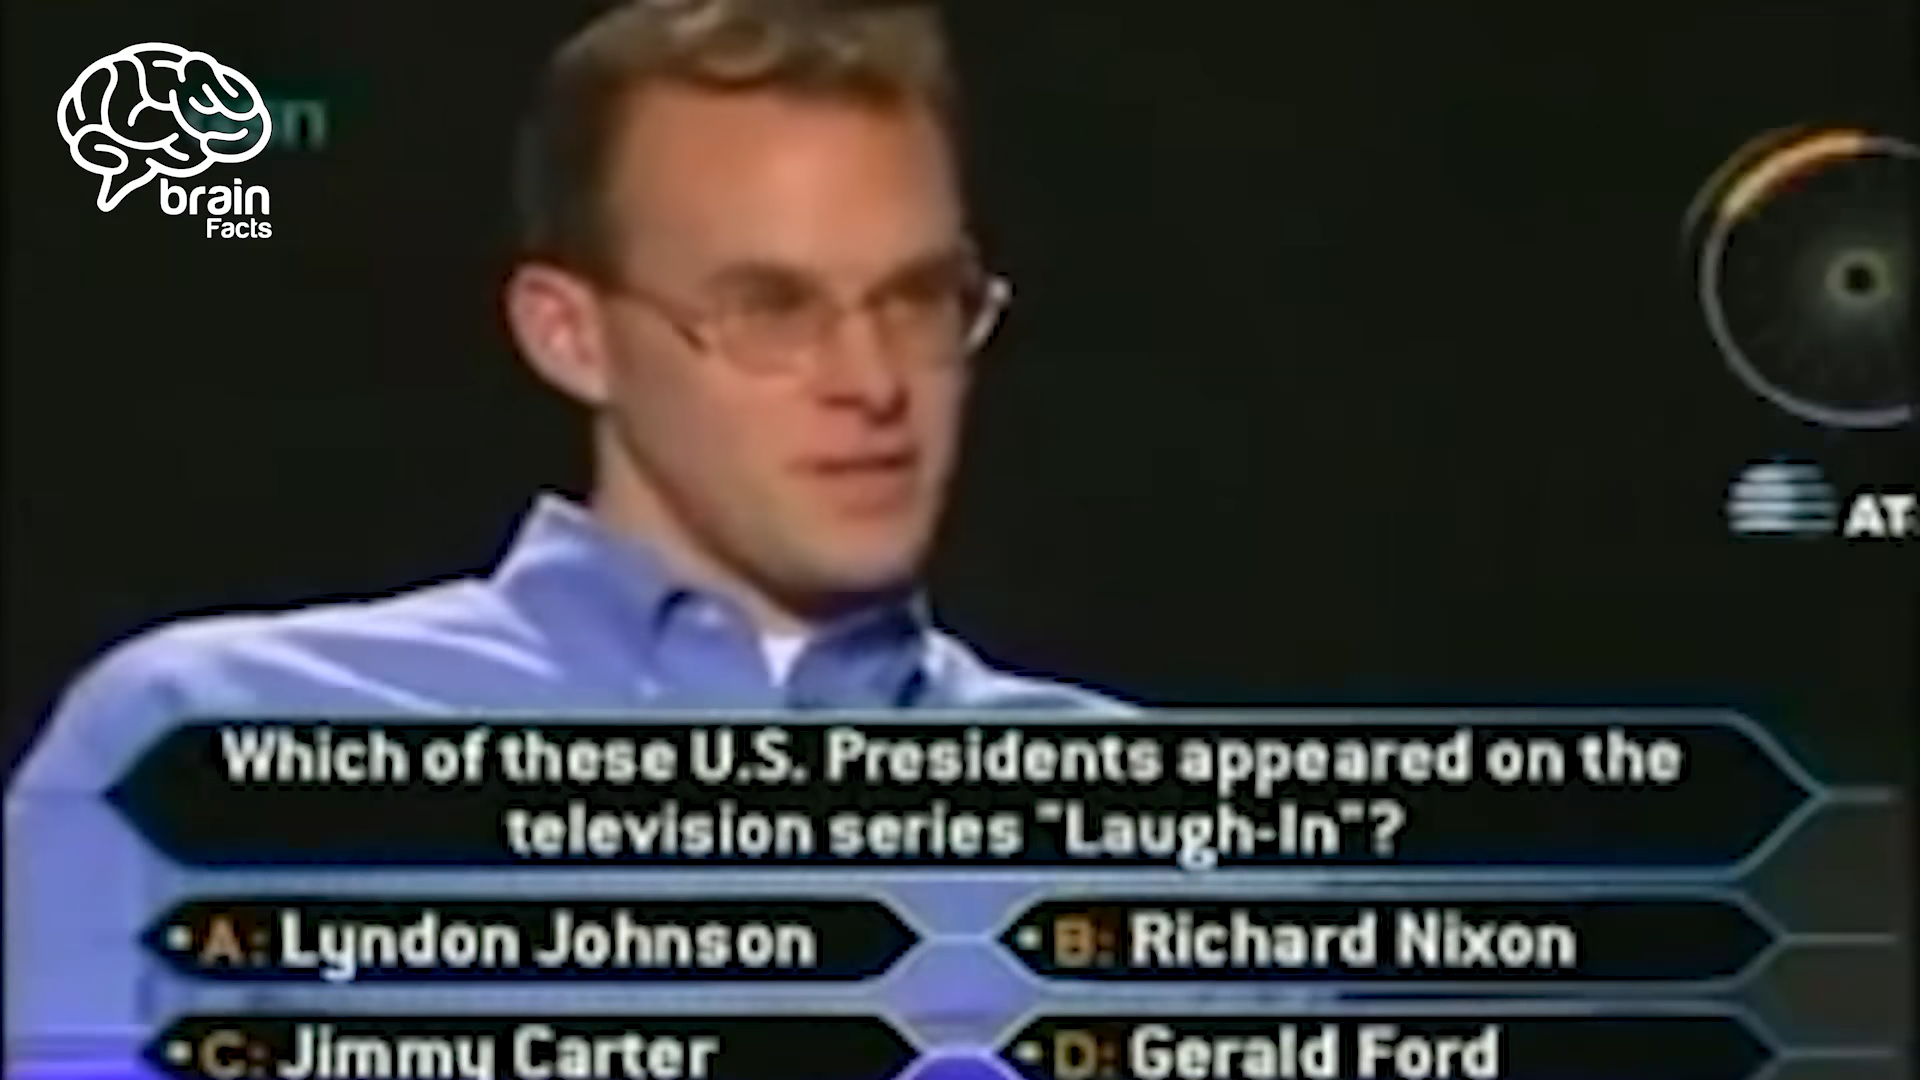 brain
Facts
AT
Which of these U.S. Presidents appeared on the
television series "Laugh-In"?
A: Lyndon Johnson
B: Richard Nixon
C: Jimmy Carter
D: Gerald Ford